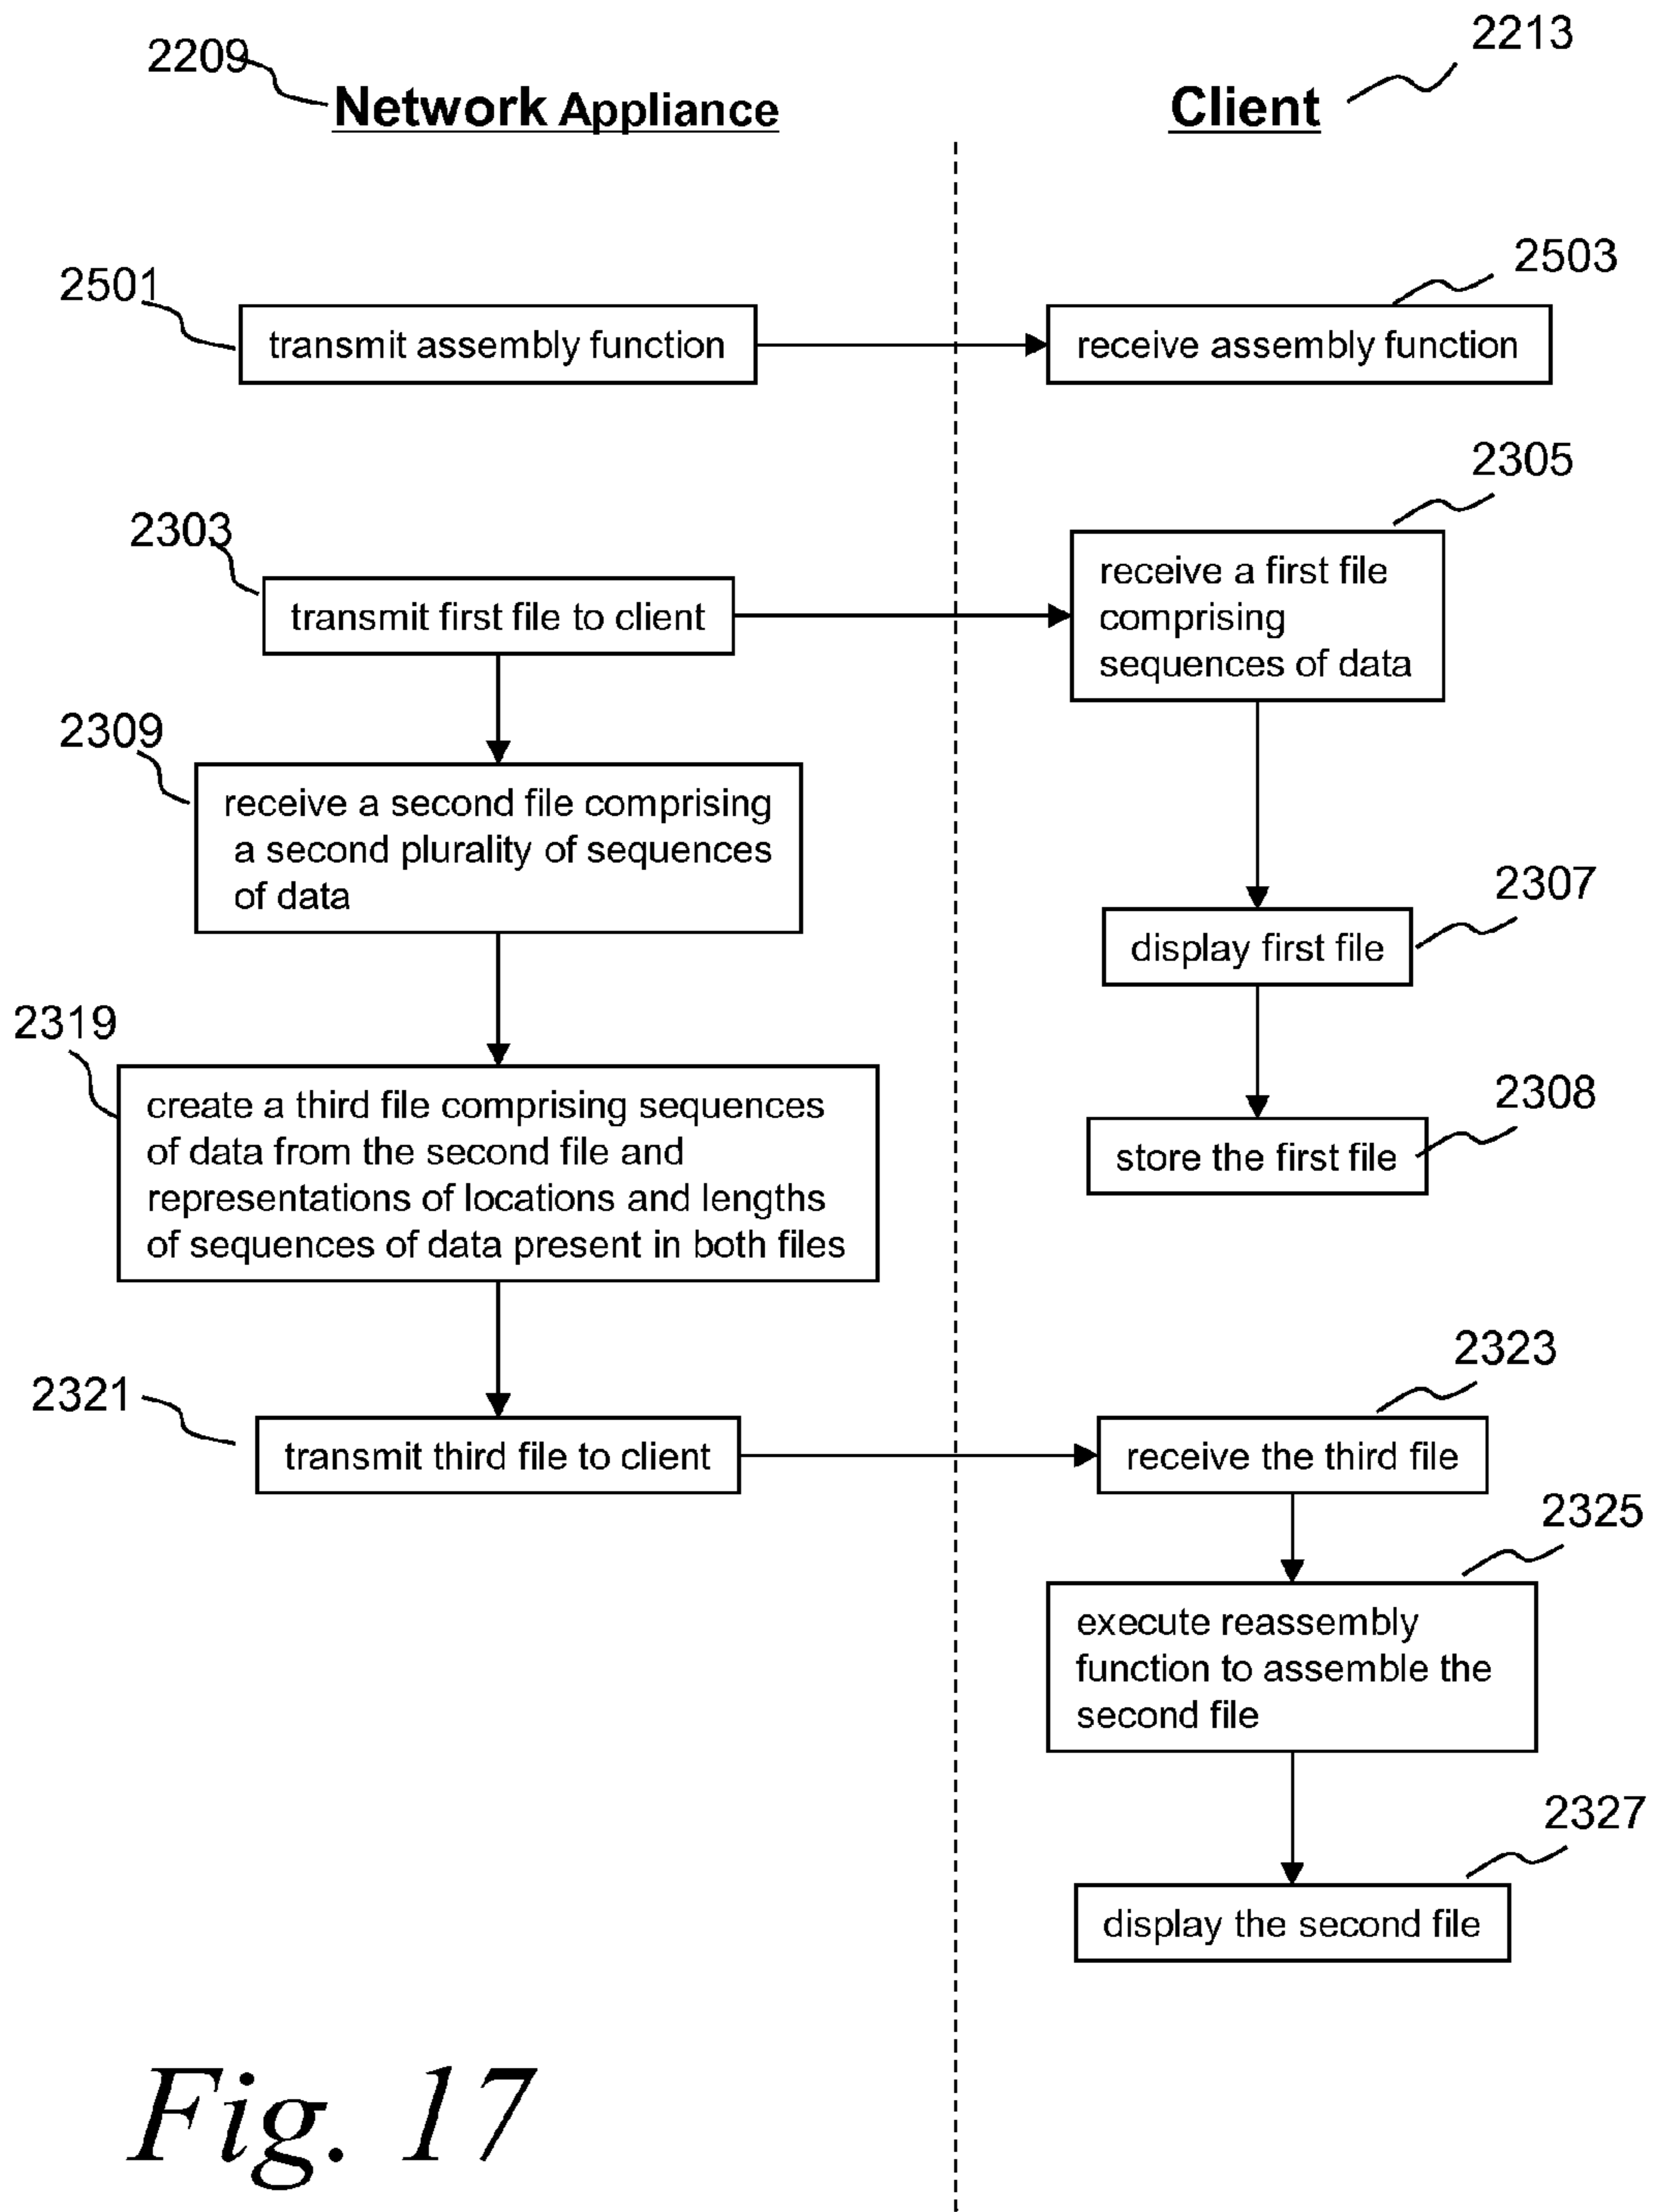 2209
2213
Network Appliance
Client
2501
2503
transmit assembly function
receive assembly function
2303
2305
transmit first file to client
receive a first file
comprising
sequences of data
2309
receive a second file comprising
a second plurality of sequences
of data
2307
display first file
2319
create a third file comprising sequences
of data from the second file and
representations of locations and lengths
of sequences of data present in both files
2308
store the first file
2321
transmit third file to client
2323
receive the third file
2325
execute reassembly
function to assemble the
second file
2327
display the second file
Fig. 17